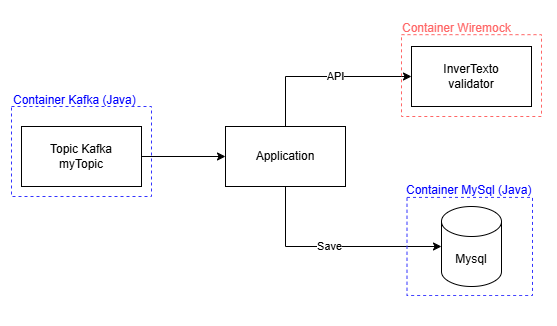 Container Wiremock
InverTexto
validator
API
Container Kafka (Java)
Topic Kafka
myTopic
Application
Container MySql (Java)
Save
Mysql